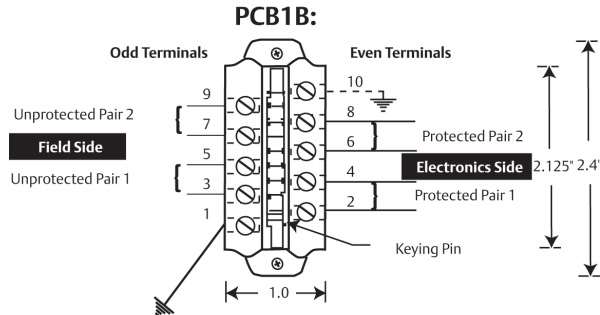 PCB1B:
Odd Terminals
Even Terminals
10
9
8
Unprotected Pair 2
7
Protected Pair 2
6
Field Side
5
Electronics Side
2.125"
2.4"
Unprotected Pair 1
4
3
Protected Pair 1
2
1
Keying Pin
1.0